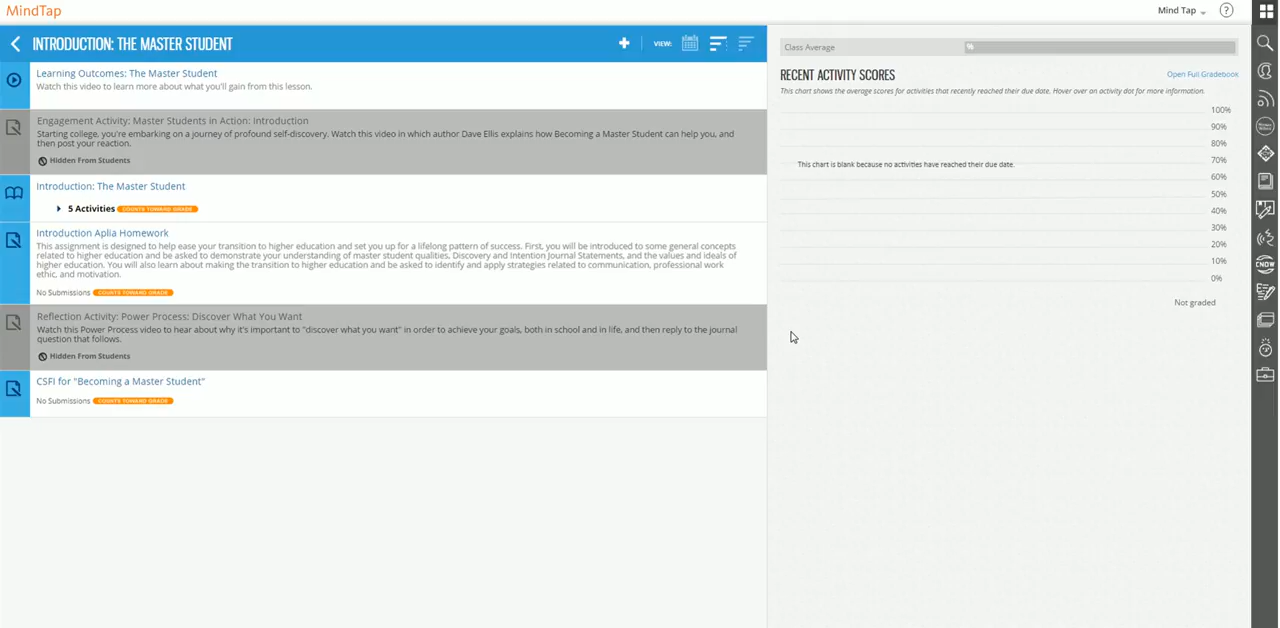 MindTap
Mind Tap
INTRODUCTION: THE MASTER STUDENT
VIEW:
Learning Outcomes: The Master Student
Watch this video to learn more about what you'll gain from this lesson.
Engagement Activity: Master Students in Action: Introduction
Starting college, you're embarking on a journey of profound self-discovery. Watch this video in which author Dave Ellis explains how Becoming a Master Student can help you, and
then post your reaction.
Hidden From Students
Introduction: The Master Student
5 Activities COUNTS TOWARD GRADE
Introduction Aplia Homework
This assignment is designed to help ease your transition to higher education and set you up for a lifelong pattern of success. First, you will be introduced to some general concepts
related to higher education and be asked to demonstrate your understanding of master student qualities, Discovery and Intention Journal Statements, and the values and ideals of
higher education. You will also learn about making the transition to higher education and be asked to identify and apply strategies related to communication, professional work
ethic, and motivation.
No Submissions COUNTS TOWARD GRADE
Reflection Activity: Power Process: Discover What You Want
Watch this Power Process video to hear about why it's important to "discover what you want" in order to achieve your goals, both in school and in life, and then reply to the journal
question that follows.
Hidden From Students
CSFI for "Becoming a Master Student"
No Submissions COUNTS TOWARD GRADE
Class Average %
RECENT ACTIVITY SCORES
Open Full Gradebook
This chart shows the average scores for activities that recently reached their due date. Hover over an activity dot for more information.
100%
90%
80%
This chart is blank because no activities have reached their due date.
70%
60%
50%
40%
30%
20%
10%
0%
Not graded
CNOW